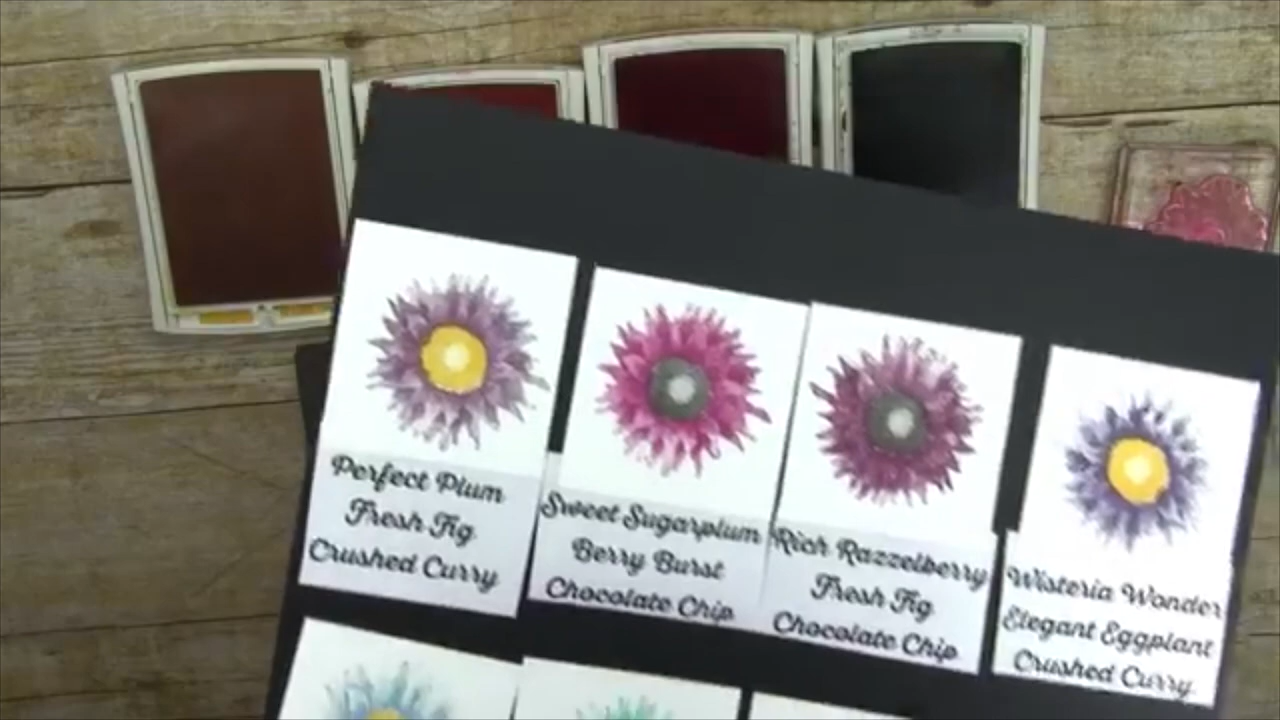 Perfect Plum
Fresh Fig
Crushed Curry
Sweet Sugarplum
Berry Burst
Chocolate Chip
Rich Razzelberry
Fresh Fig
Chocolate Chip
Wisteria Wonder
Elegant Eggplant
Crushed Curry